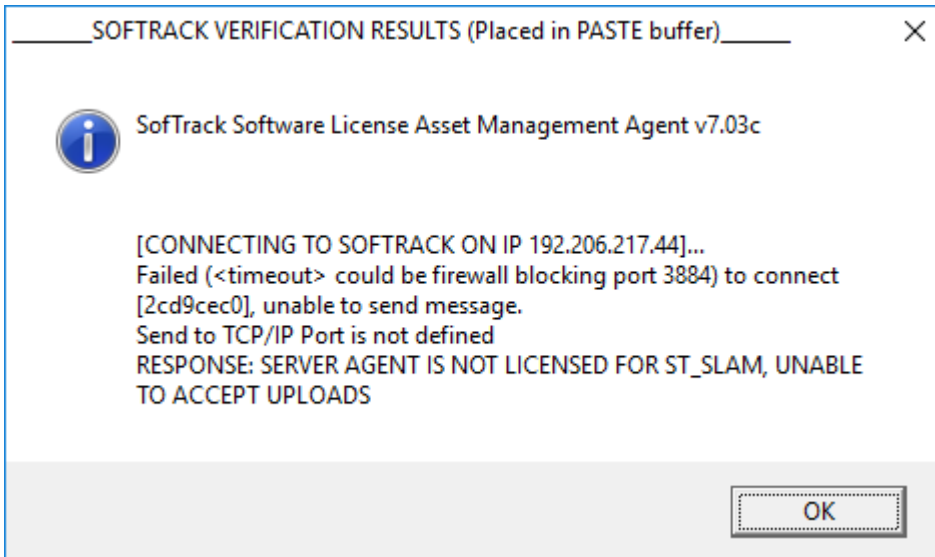 ______SOFTRACK VERIFICATION RESULTS (Placed in PASTE buffer)_____
SofTrack Software License Asset Management Agent v7.03c
[CONNECTING TO SOFTRACK ON IP 192.206.217.44]...
Failed (<timeout> could be firewall blocking port 3884) to connect
[2cd9cec0], unable to send message.
Send to TCP/IP Port is not defined
RESPONSE: SERVER AGENT IS NOT LICENSED FOR ST_SLAM, UNABLE
TO ACCEPT UPLOADS
OK